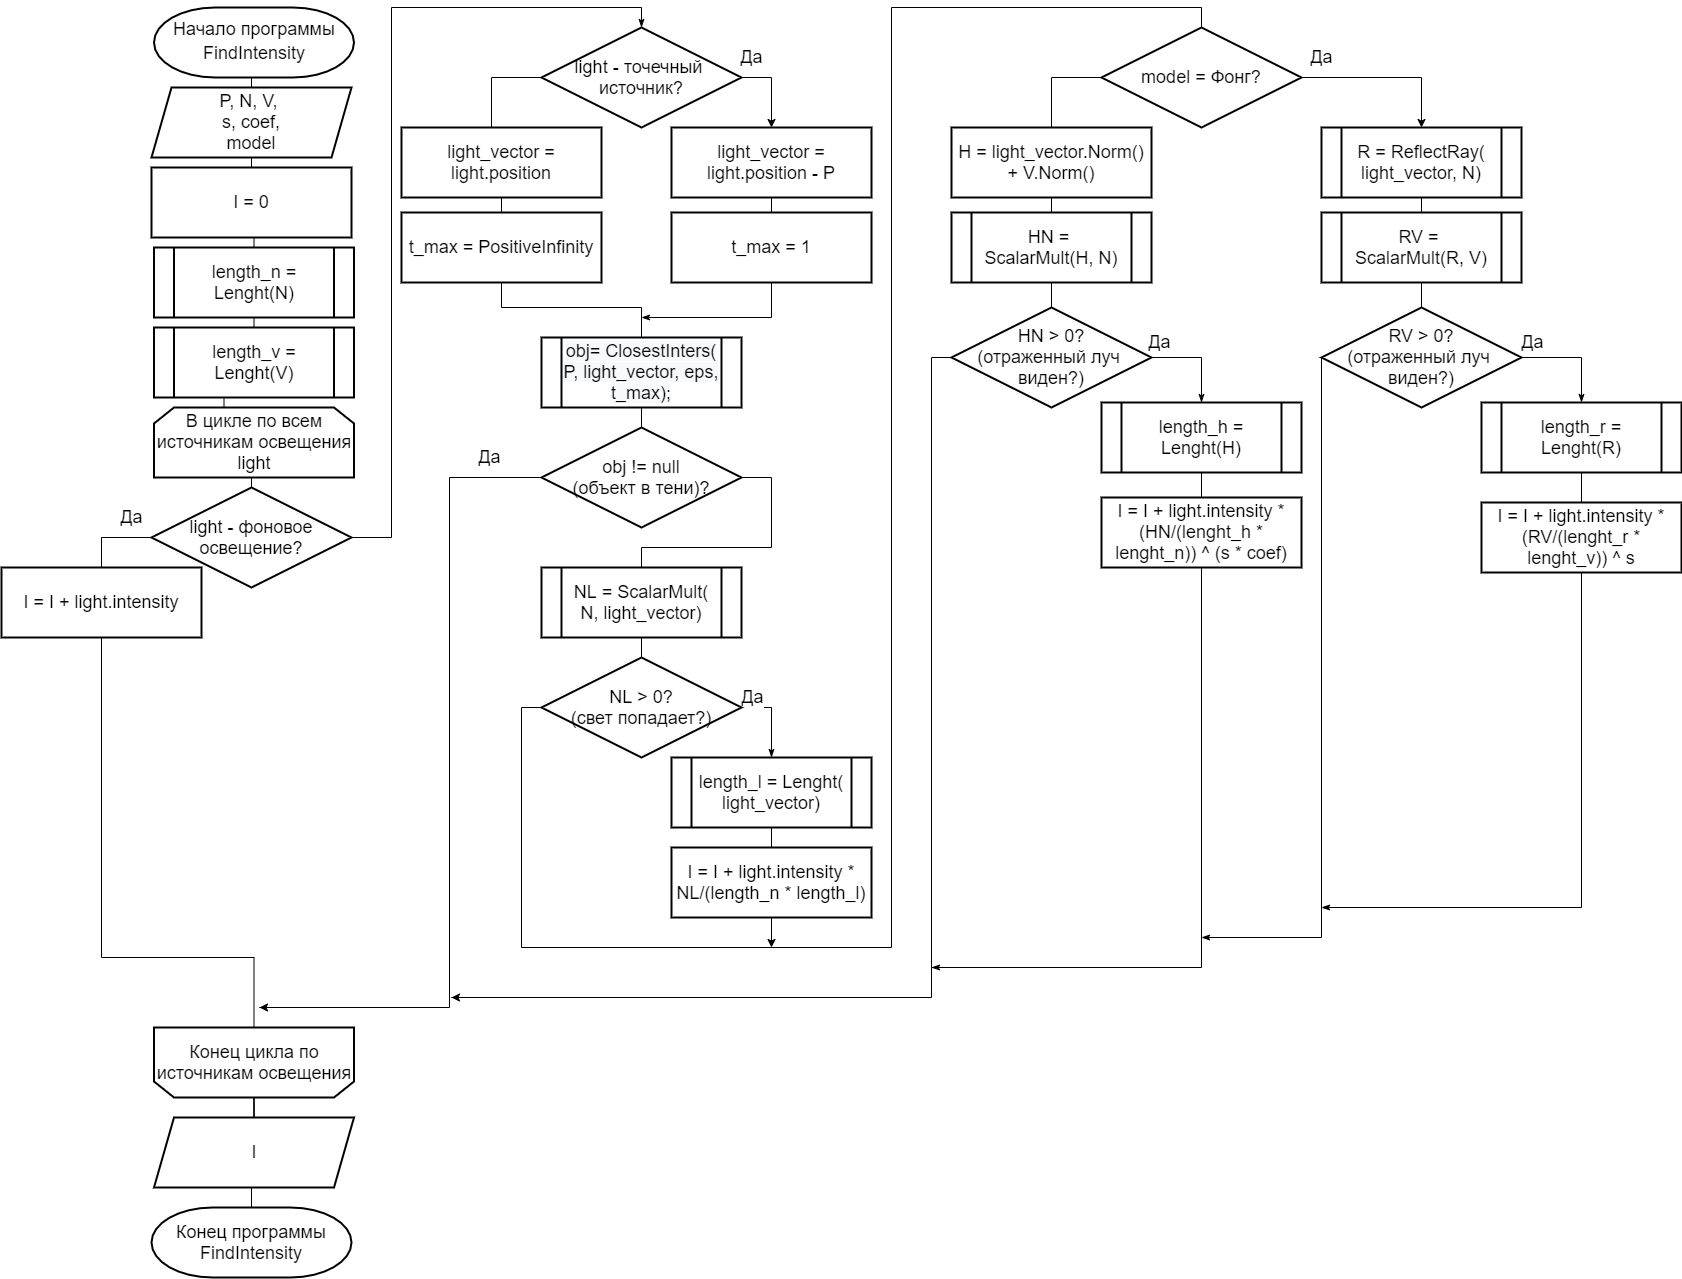 Начало программы
FindIntensity
P, N, V,
s, coef,
model
I = 0
length_n =
Lenght(N)
length_v =
Lenght(V)
В цикле по всем
источникам освещения
light
Да
light - фоновое
освещение?
I = I + light.intensity
Конец цикла по
источникам освещения
I
Конец программы
FindIntensity
Да
light - точечный
источник?
light_vector =
light.position
light_vector =
light.position - P
t_max = PositiveInfinity
t_max = 1
obj= ClosestInters(
P, light_vector, eps,
t_max);
Да
obj != null
(объект в тени)?
NL = ScalarMult(
N, light_vector)
Да
NL > 0?
(свет попадает?)
length_l = Lenght(
light_vector)
I = I + light.intensity *
NL/(length_n * length_l)
Да
model = Фонг?
H = light_vector.Norm()
+ V.Norm()
HN =
ScalarMult(H, N)
HN > 0?
(отраженный луч
виден?)
Да
length_h =
Lenght(H)
I = I + light.intensity *
(HN/(lenght_h *
lenght_n)) ^ (s * coef)
R = ReflectRay(
light_vector, N)
RV =
ScalarMult(R, V)
RV > 0?
(отраженный луч
виден?)
Да
length_r =
Lenght(R)
I = I + light.intensity *
(RV/(lenght_r *
lenght_v)) ^ s